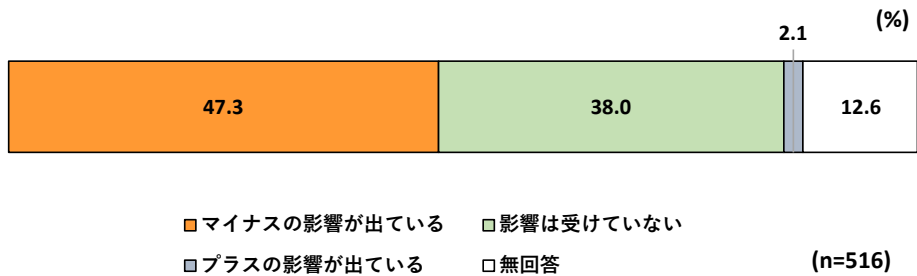 (%)
2.1
47.3
38.0
12.6
マイナスの影響が出ている
影響は受けていない
プラスの影響が出ている
無回答
(n=516)